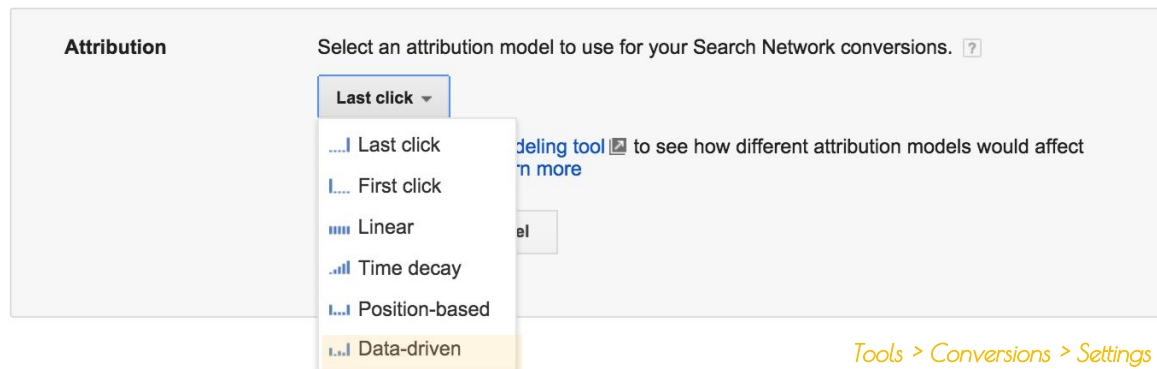 Attribution
Select an attribution model to use for your Search Network conversions. ?
Last click
Last click
deling tool to see how different attribution models would affect
rn more
First click
Linear
el
Time decay
Position-based
Data-driven
Tools > Conversions > Settings